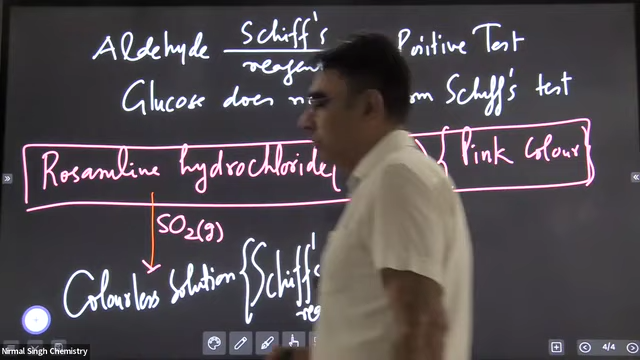 Aldehyde Schiff's Positive Test
reagent
Glucose does Schiff's test
Rosaniline hydrochloride { Pink Colour }
SO2(g)
Colourless Solution { Schiff's
Nirmal Singh Chemistry
4/4